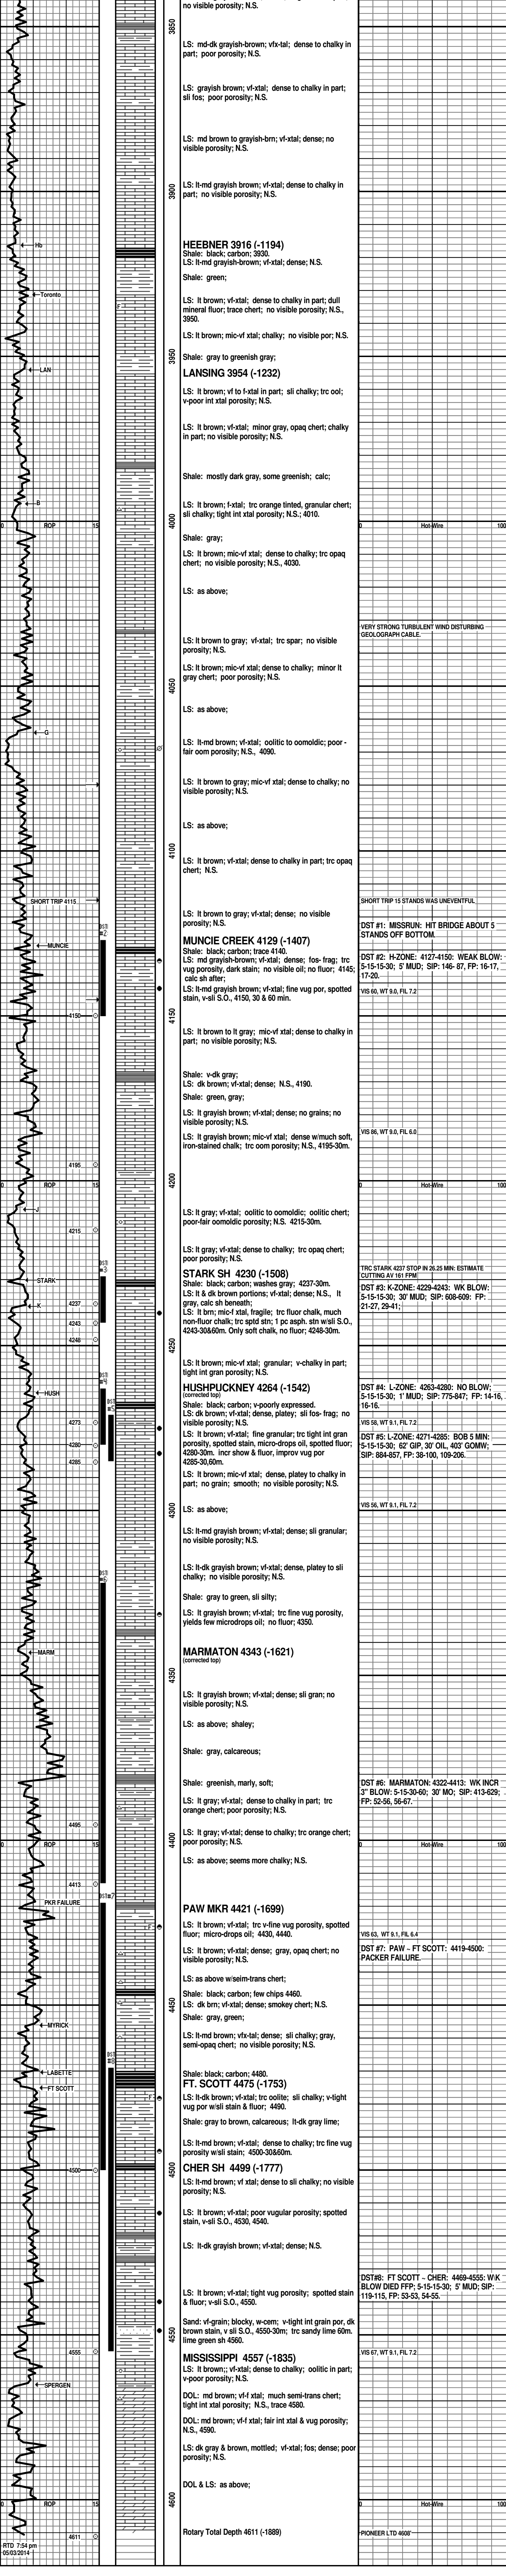 no visible porosity; N.S.
3850
LS: md-dk grayish-brown; vfx-tal; dense to chalky in
part; poor porosity; N.S.
LS: grayish brown; vf-xtal; dense to chalky in part;
sli fos; poor porosity; N.S.
LS: md brown to grayish-brn; vf-xtal; dense; no
visible porosity; N.S.
3900
LS: lt-md grayish brown; vf-xtal; dense to chalky in
part; no visible porosity; N.S.
Hb
HEEBNER 3916 (-1194)
Shale: black; carbon; 3930.
LS: lt-md grayish-brown; vf-xtal; dense; N.S.
Shale: green;
Toronto
LS: lt brown; vf-xtal; dense to chalky in part; dull
mineral fluor; trace chert; no visible porosity; N.S.,
3950.
LS: lt brown; mic-vf xtal; chalky; no visible por; N.S.
3950
Shale: gray to greenish gray;
LAN
LANSING 3954 (-1232)
LS: lt brown; vf to f-xtal in part; sli chalky; trc ool;
v-poor int xtal porosity; N.S.
LS: lt brown; vf-xtal; minor gray, opaq chert; chalky
in part; no visible porosity; N.S.
Shale: mostly dark gray, some greenish; calc;
B
LS: lt brown; f-xtal; trc orange tinted, granular chert;
sli chalky; tight int xtal porosity; N.S.; 4010.
0 ROP 15
4000
0 Hot-Wire 100
Shale: gray;
LS: lt brown; mic-vf xtal; dense to chalky; trc opaq
chert; no visible porosity; N.S., 4030.
LS: as above;
VERY STRONG TURBULENT WIND DISTURBING
GEOLOGRAPH CABLE.
LS: lt brown to gray; vf-xtal; trc spar; no visible
porosity; N.S.
LS: lt brown; mic-vf xtal; dense to chalky; minor lt
gray chert; poor porosity; N.S.
4050
LS: as above;
G
LS: lt-md brown; vf-xtal; oolitic to oomoldic; poor -
fair oom porosity; N.S., 4090.
LS: lt brown to gray; mic-vf xtal; dense to chalky; no
visible porosity; N.S.
LS: as above;
4100
LS: lt brown; vf-xtal; dense to chalky in part; trc opaq
chert; N.S.
SHORT TRIP 4115
SHORT TRIP 15 STANDS WAS UNEVENTFUL
LS: lt brown to gray; vf-xtal; dense; no visible
porosity; N.S.
DST #1: MISSRUN: HIT BRIDGE ABOUT 5
STANDS OFF BOTTOM.
MUNCIE
MUNCIE CREEK 4129 (-1407)
Shale: black; carbon; trace 4140.
LS: md grayish-brown; vf-xtal; dense; fos- frag; trc
vug porosity, dark stain; no visible oil; no fluor; 4145;
calc sh after;
DST #2: H-ZONE: 4127-4150: WEAK BLOW:
5-15-15-30; 5' MUD; SIP: 146- 87, FP: 16-17,
17-20.
LS: lt-md grayish brown; vf-xtal; fine vug por, spotted
stain, v-sli S.O., 4150, 30 & 60 min.
VIS 60, WT 9.0, FIL 7.2
4150
4150
LS: lt brown to lt gray; mic-vf xtal; dense to chalky in
part; no visible porosity; N.S.
Shale: v-dk gray;
LS: dk brown; vf-xtal; dense; N.S., 4190.
Shale: green, gray;
LS: lt grayish brown; vf-xtal; dense; no grains; no
visible porosity; N.S.
VIS 86, WT 9.0, FIL 6.0
LS: lt grayish brown; mic-vf xtal; dense w/much soft,
iron-stained chalk; trc oom porosity; N.S., 4195-30m.
4195
0 ROP 15
4200
0 Hot-Wire 100
J
LS: lt gray; vf-xtal; oolitic to oomoldic; oolitic chert;
poor-fair oomoldic porosity; N.S. 4215-30m.
4215
LS: lt gray; vf-xtal; dense to chalky; trc opaq chert;
poor porosity; N.S.
STARK
STARK SH 4230 (-1508)
Shale: black; carbon; washes gray; 4237-30m.
TRC STARK 4237 STOP IN 26.25 MIN: ESTIMATE
CUTTING AV 161 FPM
LS: lt & dk brown portions; vf-xtal; dense; N.S., lt
gray, calc sh beneath;
DST #3: K-ZONE: 4229-4243: WK BLOW:
5-15-15-30; 30' MUD; SIP: 608-609: FP:
21-27, 29-41;
4237
K
LS: lt brn; mic-f xtal, fragile; trc fluor chalk, much
non-fluor chalk; trc sptd stn; 1 pc asph. stn w/sli S.O.,
4243-30&60m. Only soft chalk, no fluor; 4248-30m.
4243
4248
4250
LS: lt brown; mic-vf xtal; granular; v-chalky in part;
tight int gran porosity; N.S.
HUSH
HUSHPUCKNEY 4264 (-1542)
(corrected top)
DST #4: L-ZONE: 4263-4280: NO BLOW:
5-15-15-30; 1' MUD; SIP: 775-847; FP: 14-16,
16-16.
Shale: black; carbon; v-poorly expressed.
LS: dk brown; vf-xtal; dense, platey; sli fos- frag; no
visible porosity; N.S.
4273
VIS 58, WT 9.1, FIL 7.2
LS: lt brown; vf-xtal; fine granular; trc tight int gran
porosity, spotted stain, micro-drops oil, spotted fluor;
4280-30m. incr show & fluor, improv vug por
4285-30,60m.
4280
4285
DST #5: L-ZONE: 4271-4285: BOB 5 MIN:
5-15-15-30; 62' GIP, 30' OIL, 403' GOMW;
SIP: 884-857, FP: 38-100, 109-206.
LS: lt brown; mic-vf xtal; dense, platey to chalky in
part; no grain; smooth; no visible porosity; N.S.
VIS 56, WT 9.1, FIL 7.2
4300
LS: as above;
LS: lt-md grayish brown; vf-xtal; dense; sli granular;
no visible porosity; N.S.
LS: lt-dk grayish brown; vf-xtal; dense, platey to sli
chalky; no visible porosity; N.S.
Shale: gray to green, sli silty;
LS: lt grayish brown; vf-xtal; trc fine vug porosity,
yields few microdrops oil; no fluor; 4350.
MARM
MARMATON 4343 (-1621)
(corrected top)
4350
LS: lt grayish brown; vf-xtal; dense; sli gran; no
visible porosity; N.S.
LS: as above; shaley;
Shale: gray, calcareous;
Shale: greenish, marly, soft;
DST #6: MARMATON: 4322-4413: WK INCR
3" BLOW: 5-15-30-60; 30' MO; SIP: 413-629;
FP: 52-56, 56-67.
LS: lt gray; vf-xtal; dense to chalky in part; trc
orange chert; poor porosity; N.S.
4495
LS: lt gray; vf-xtal; dense to chalky; trc orange chert;
poor porosity; N.S.
0 ROP 15
4400
0 Hot-Wire 100
LS: as above; seems more chalky; N.S.
4413
PKR FAILURE
PAW MKR 4421 (-1699)
LS: lt brown; vf-xtal; trc v-fine vug porosity, spotted
fluor; micro-drops oil; 4430, 4440.
VIS 63, WT 9.1, FIL 6.4
LS: lt brown; vf-xtal; dense; gray, opaq chert; no
visible porosity; N.S.
DST #7: PAW ~ FT SCOTT: 4419-4500:
PACKER FAILURE.
LS: as above w/seim-trans chert;
4450
Shale: black; carbon; few chips 4460.
LS: dk brn; vf-xtal; dense; smokey chert; N.S.
Shale: gray, green;
MYRICK
LS: lt-md brown; vfx-tal; dense; sli chalky; gray,
semi-opaq chert; no visible porosity; N.S.
LABETTE
Shale: black; carbon; 4480.
FT SCOTT
FT. SCOTT 4475 (-1753)
LS: lt-dk brown; vf-xtal; trc oolite; sli chalky; v-tight
vug por w/sli stain & fluor; 4490.
Shale: gray to brown, calcareous; lt-dk gray lime;
LS: lt-md brown; vf-xtal; dense to chalky; trc fine vug
porosity w/sli stain; 4500-30&60m.
4500
4500
CHER SH 4499 (-1777)
LS: lt-md brown; vf xtal; dense to sli chalky; no visible
porosity; N.S.
LS: lt brown; vf-xtal; poor vugular porosity; spotted
stain, v-sli S.O., 4530, 4540.
LS: lt-dk grayish brown; vf-xtal; dense; N.S.
DST#8: FT SCOTT ~ CHER: 4469-4555: WK
BLOW DIED FFP; 5-15-15-30; 5' MUD; SIP:
119-115, FP: 53-53, 54-55.
LS: lt brown; vf-xtal; tight vug porosity; spotted stain
& fluor; v-sli S.O., 4550.
Sand: vf-grain; blocky, w-cem; v-tight int grain por, dk
brown stain, v-sli S.O., 4550-30m; trc sandy lime 60m.
lime green sh 4560.
4550
4555
VIS 67, WT 9.1, FIL 7.2
MISSISSIPPI 4557 (-1835)
LS: lt brown;; vf-xtal; dense to chalky; oolitic in part;
v-poor porosity; N.S.
SPERGEN
DOL: md brown; vf-f xtal; much semi-trans chert;
tight int xtal porosity; N.S., trace 4580.
DOL: md brown; vf-f xtal; fair int xtal & vug porosity;
N.S., 4590.
LS: dk gray & brown, mottled; vf-xtal; fos; dense; poor
porosity; N.S.
DOL & LS: as above;
0 ROP 15
4600
0 Hot-Wire 100
4611
Rotary Total Depth 4611 (-1889)
PIONEER LTD 4608'
RTD 7:54 pm
05/03/2014